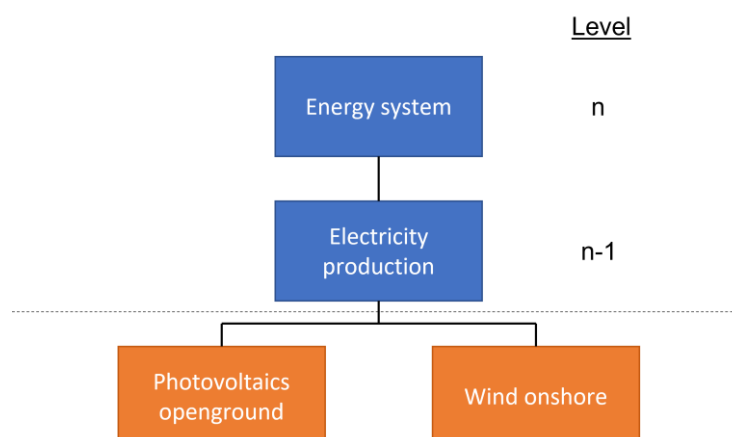 Level
Energy system
n
Electricity
production
n-1
Photovoltaics
openground
Wind onshore